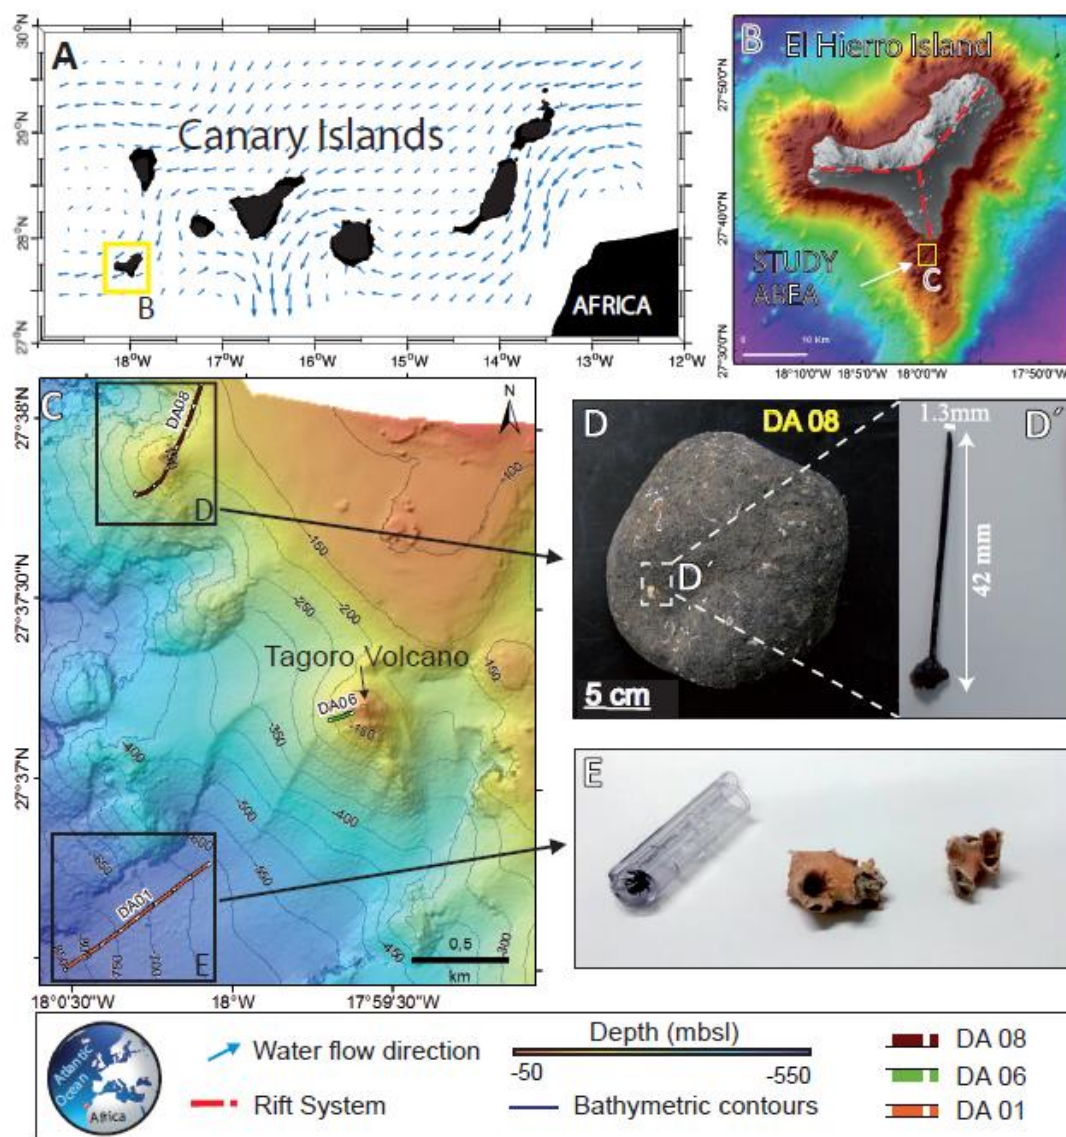 A
Canary Islands
B
AFRICA
30°N
29°N
28°N
27°N
18°W
17°W
16°W
15°W
14°W
13°W
12°W
B
El Hierro Island
STUDY
AREA
C
0
10 Km
27°50'0"N
27°40'0"N
27°30'0"N
18°10'0"W
18°5'0"W
18°0'0"W
17°50'0"W
C
N
DA08
D
-100
-150
-200
-250
-150
Tagoro Volcano
DA06
-350
-400
-500
-400
-550
-450
-300
-650
-600
DA01
E
0,5
km
27°38'N
27°37'30"N
27°37'N
18°0'30"W
18°W
17°59'30"W
D
DA 08
D'
5 cm
1.3mm
D´
42 mm
E
Atlantic
Ocean
Africa
Water flow direction
Rift System
Depth (mbsl)
-50
-550
Bathymetric contours
DA 08
DA 06
DA 01